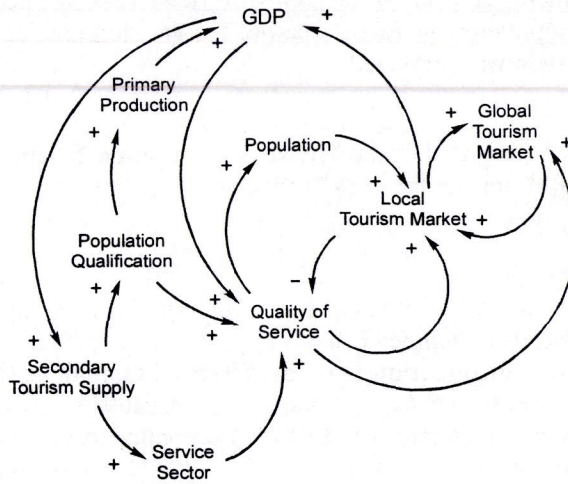 GDP
+
+
Primary
Production
+
Population
+
Global
Tourism
Market
+
+
+
Local
Tourism Market
+
+
Population
Qualification
+
−
+
+
Quality of
Service
+
+
Secondary
Tourism Supply
+
Service
Sector